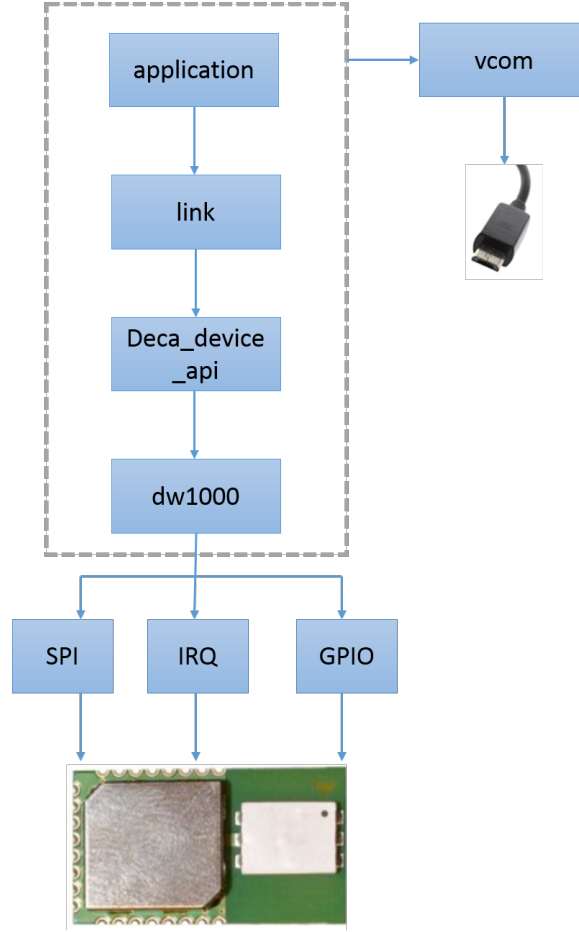 application
vcom
link
Deca_device
_api
dw1000
SPI
IRQ
GPIO